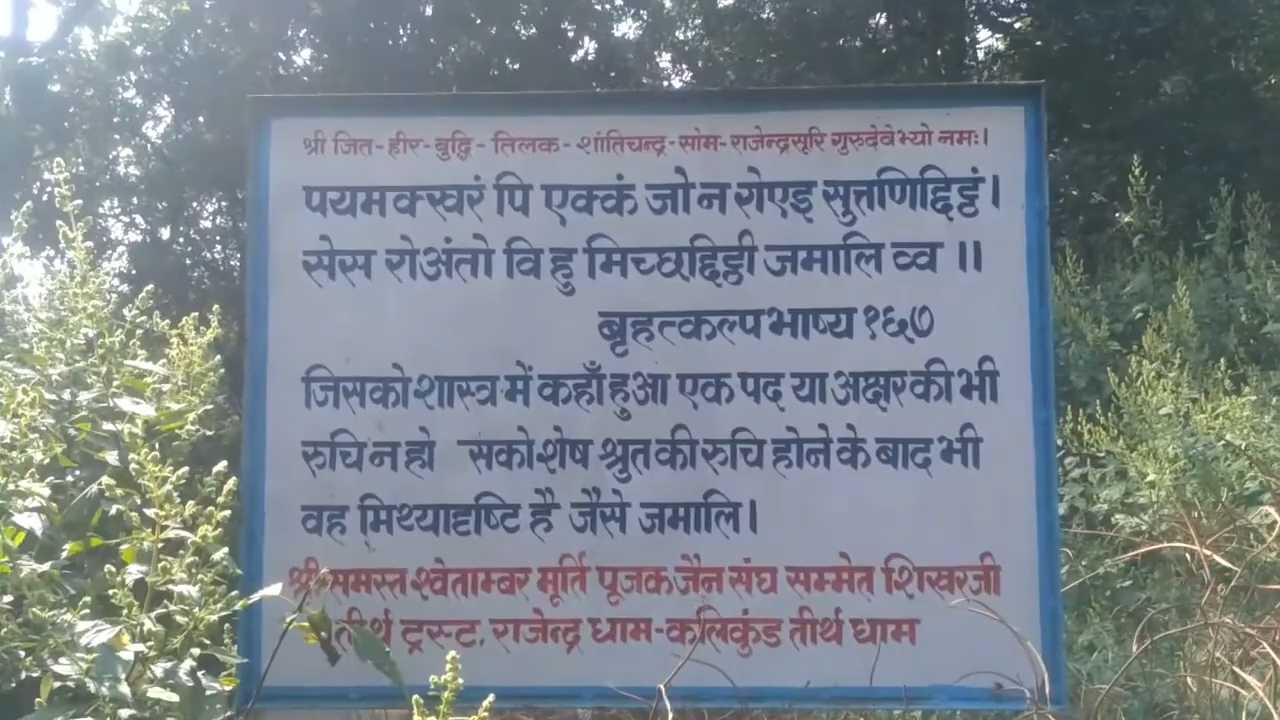 श्री जित - हीर - बुद्धि - तिलक - शांतिचन्द्र - सोम - राजेन्द्रसूरि गुरुदेवेभ्यो नमः।
पयमक्खरं पि एक्कं जो न रोएइ सुत्तणिद्दिट्ठं।
सेस रोअंतो वि हु मिच्छद्दिट्ठी जमालि व्व ॥
बृहत्कल्पभाष्य १६७
जिसको शास्त्र में कहाँ हुआ एक पद या अक्षर की भी
रुचि न हो सको शेष श्रुत की रुचि होने के बाद भी
वह मिथ्यादृष्टि है जैसे जमालि।
श्री समस्त श्वेताम्बर मूर्ति पूजक जैन संघ सम्मेत शिखरजी
तीर्थ ट्रस्ट, राजेन्द्र धाम - कलिकुंड तीर्थ धाम